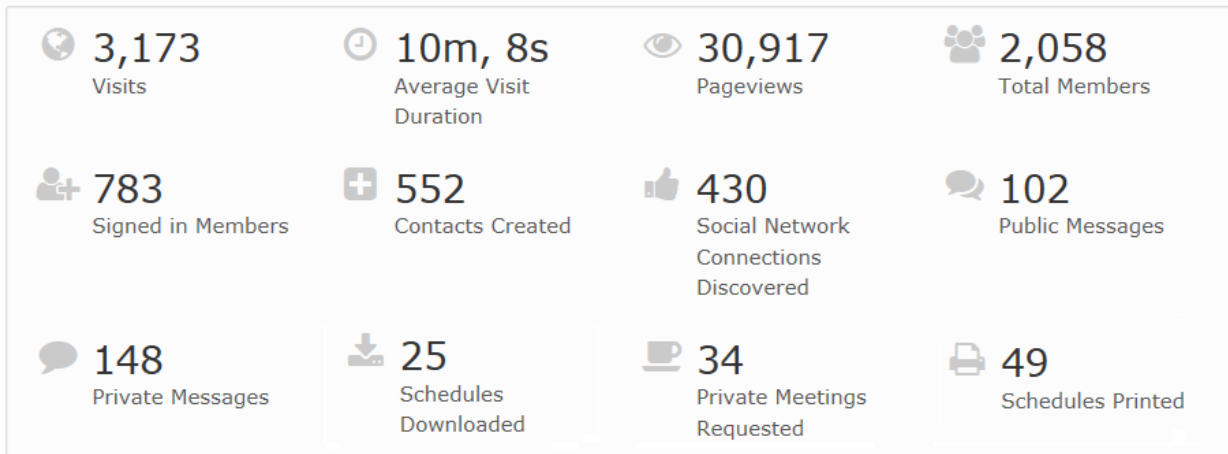 3,173
Visits
10m, 8s
Average Visit
Duration
30,917
Pageviews
2,058
Total Members
783
Signed in Members
552
Contacts Created
430
Social Network
Connections
Discovered
102
Public Messages
148
Private Messages
25
Schedules
Downloaded
34
Private Meetings
Requested
49
Schedules Printed